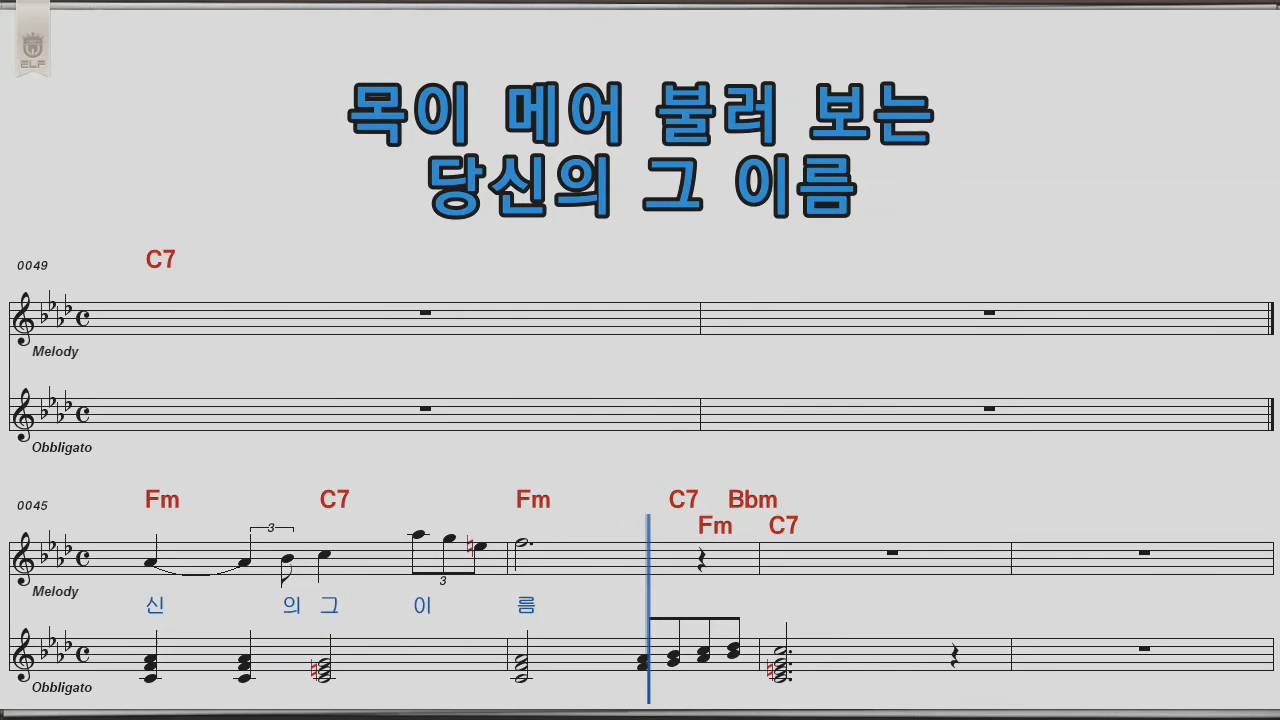 ELF
목이 메어 불러 보는
당신의 그 이름
0049
C7
Melody
Obbligato
0045
Fm C7 Fm C7 Bbm
Fm C7
3
3
Melody
신 의 그 이 름
Obbligato